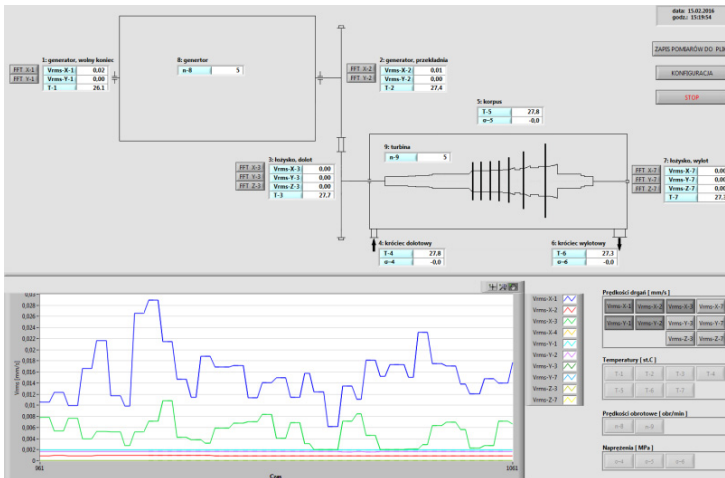 data: 15.02.2016
godz.: 15:19:54
ZAPIS POMIARÓW DO PLIK
KONFIGURACJA
STOP
1: generator, wolny koniec
FFT X-1 Vrms-X-1 0,02
FFT Y-1 Vrms-Y-1 0,00
T-1 26,1
8: genertor
n-8 5
2: generator, przekładnia
FFT X-2 Vrms-X-2 0,01
FFT Y-2 Vrms-Y-2 0,00
T-2 27,4
5: korpus
T-5 27,8
σ-5 -0,0
3: łożysko, dolot
FFT X-3 Vrms-X-3 0,00
FFT Y-3 Vrms-Y-3 0,00
FFT Z-3 Vrms-Z-3 0,00
T-3 27,7
9: turbina
n-9 5
7: łożysko, wylot
FFT X-7 Vrms-X-7 0,00
FFT Y-7 Vrms-Y-7 0,00
FFT Z-7 Vrms-Z-7 0,00
T-7 27,3
4: króciec dolotowy
T-4 27,8
σ-4 -0,0
6: króciec wylotowy
T-6 27,3
σ-6 -0,0
Vrms [mm/s]
0,03
0,028
0,026
0,024
0,022
0,02
0,018
0,016
0,014
0,012
0,01
0,008
0,006
0,004
0,002
0
961
1061
Czas
Vrms-X-1
Vrms-X-2
Vrms-X-3
Vrms-X-4
Vrms-Y-1
Vrms-Y-2
Vrms-Y-3
Vrms-Y-7
Vrms-Z-3
Vrms-Z-7
Prędkości drgań [ mm/s ]
Vrms-X-1 Vrms-X-2 Vrms-X-3 Vrms-X-7
Vrms-Y-1 Vrms-Y-2 Vrms-Y-3 Vrms-Y-7
Vrms-Z-3 Vrms-Z-7
Temperatury [ st.C ]
T-1 T-2 T-3 T-4
T-5 T-6 T-7
Prędkości obrotowe [ obr/min ]
n-8
Naprężenia [ MPa ]
σ-4 σ-5 σ-6